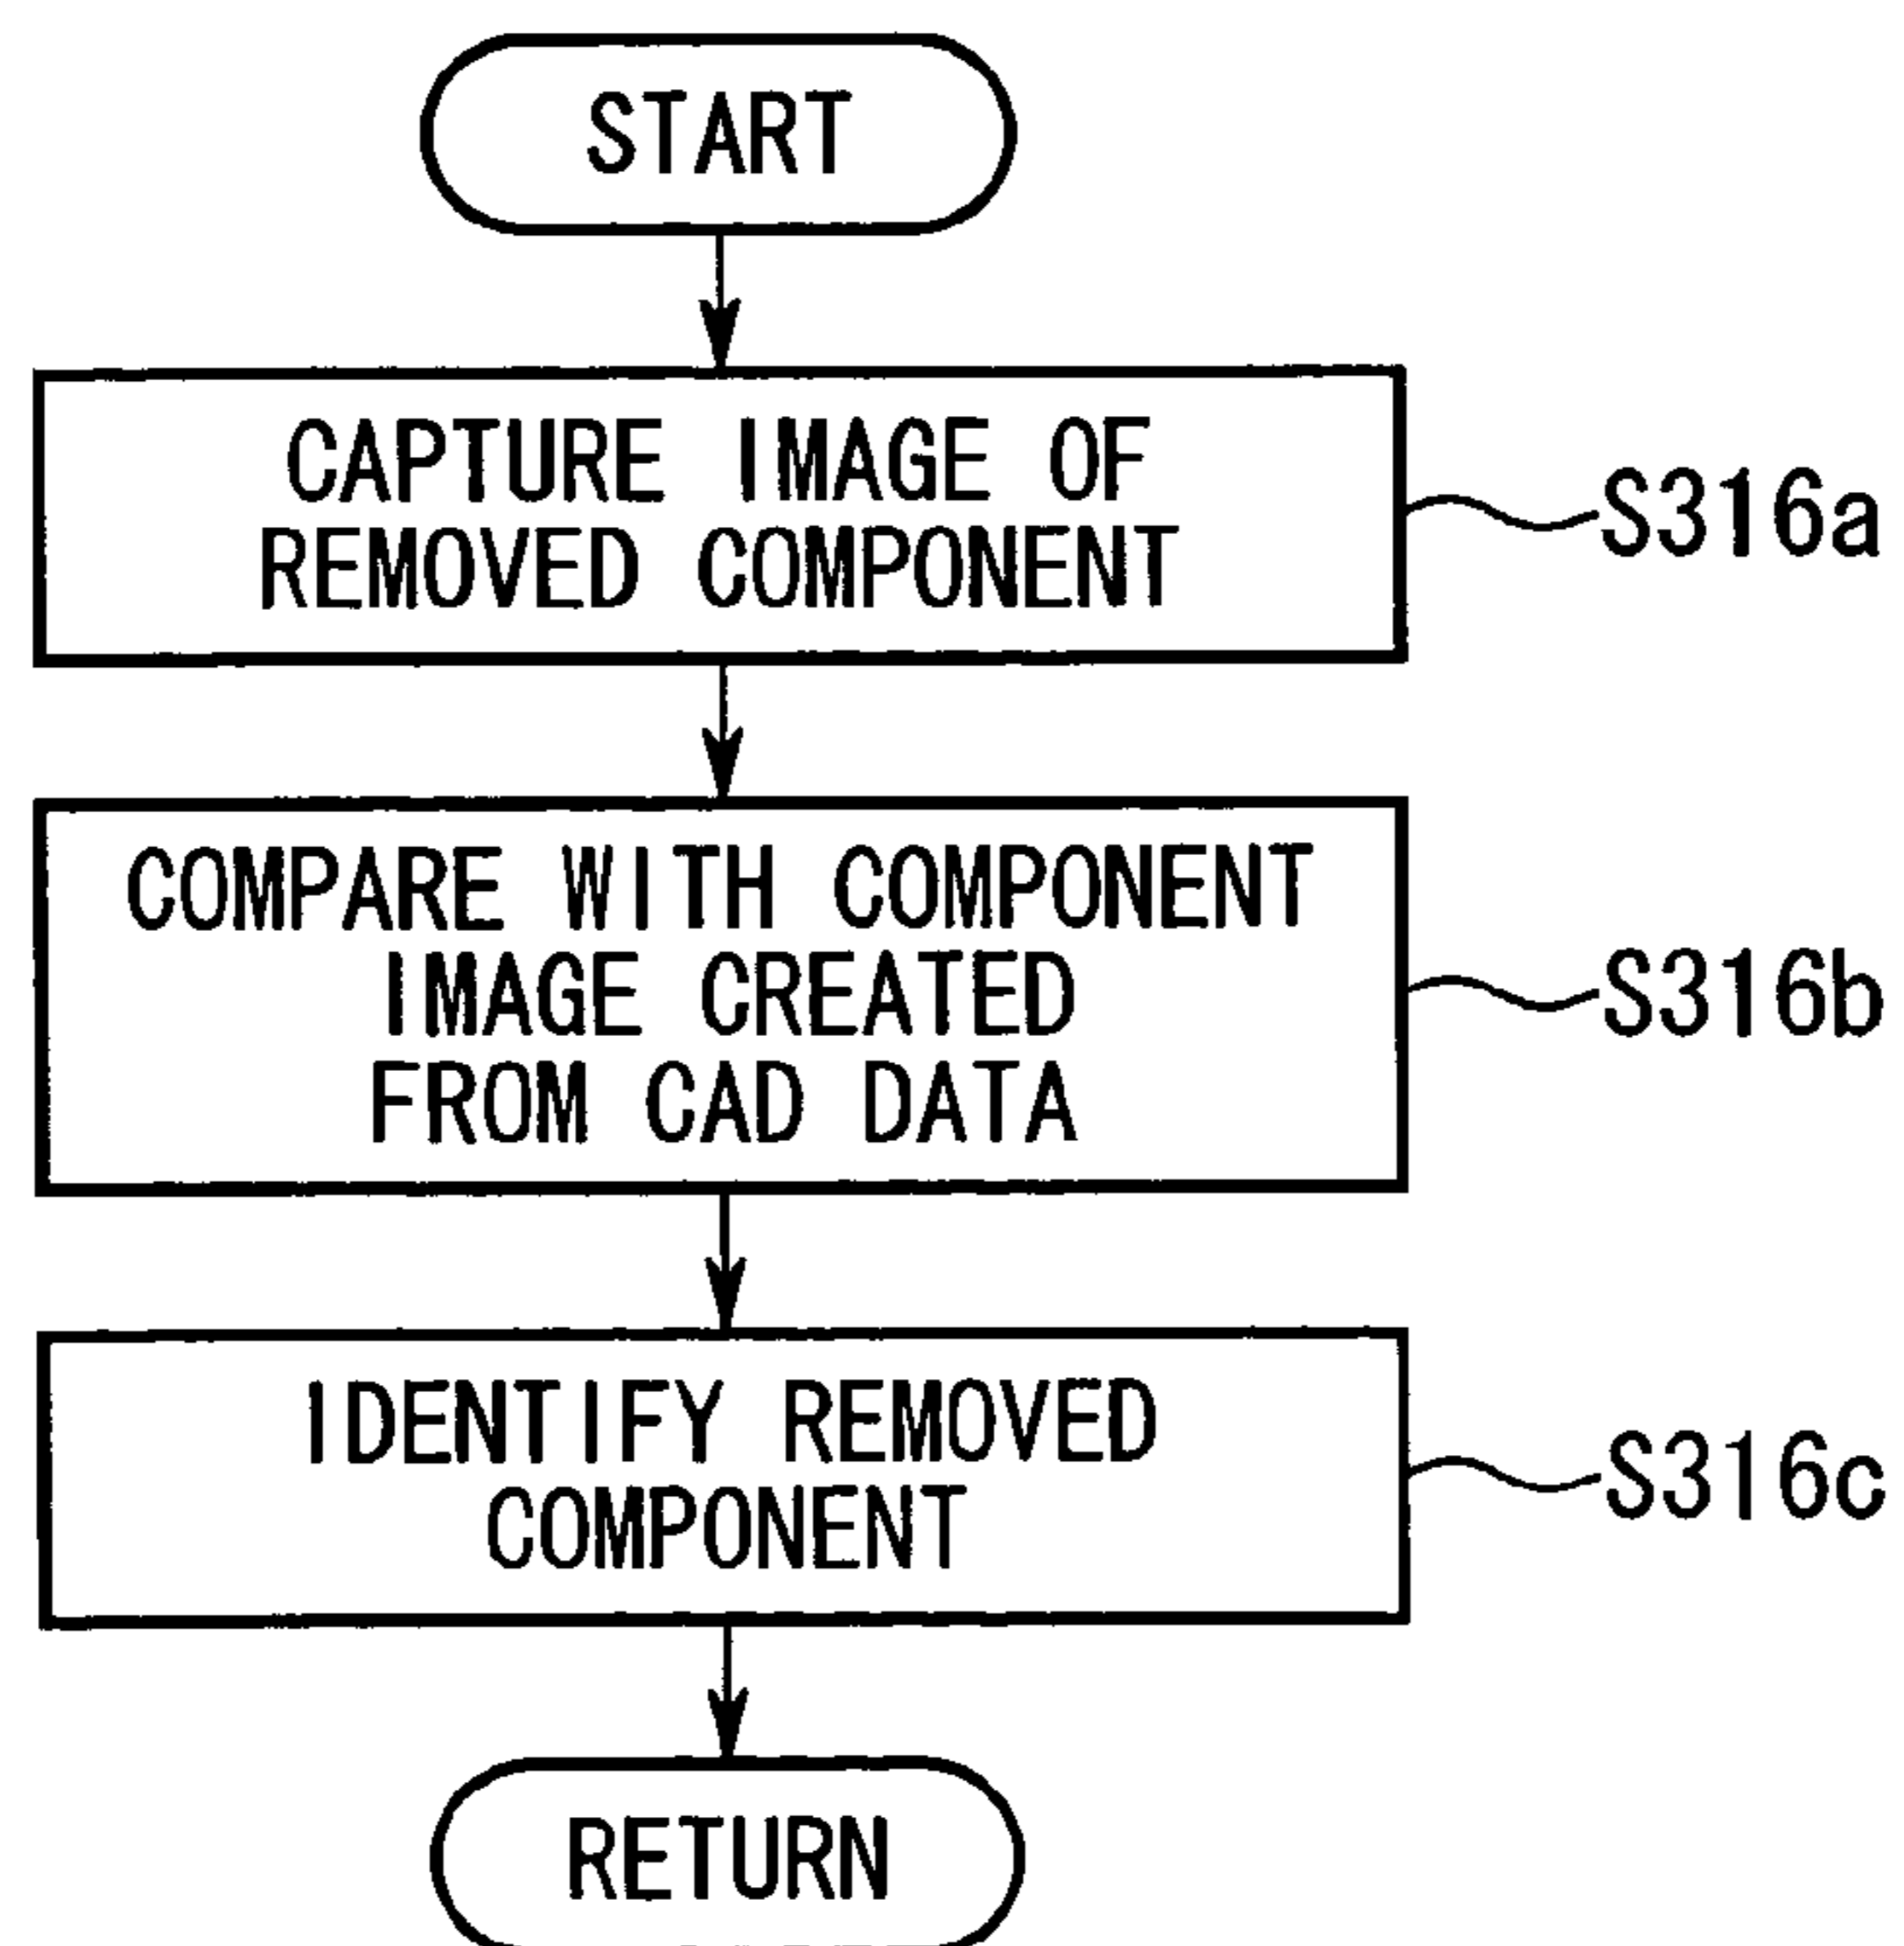 START
CAPTURE IMAGE OF
REMOVED COMPONENT
S316a
COMPARE WITH COMPONENT
IMAGE CREATED
FROM CAD DATA
S316b
IDENTIFY REMOVED
COMPONENT
S316c
RETURN